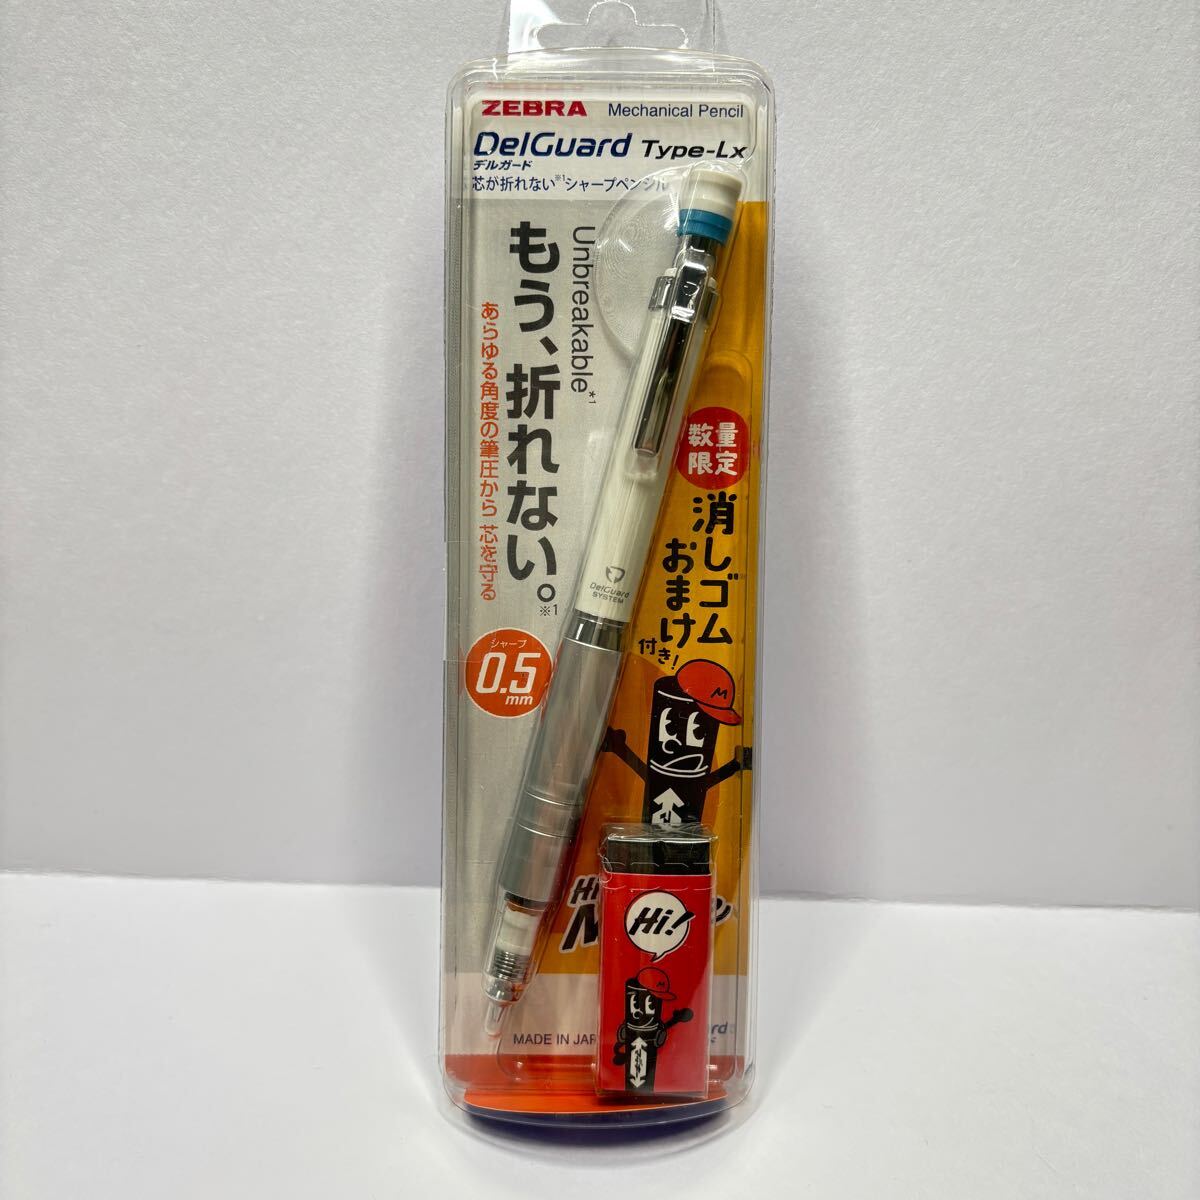 ZEBRA Mechanical Pencil
DelGuard Type-Lx
デルガード
芯が折れない※1シャープペンシル
Unbreakable*1
もう、折れない。※1
あらゆる角度の筆圧から 芯を守る
シャープ
0.5
mm
数量
限定
消しゴム
おまけ
付き!
DelGuard
SYSTEM
M
Hi
Hi!
M
MADE IN JAP